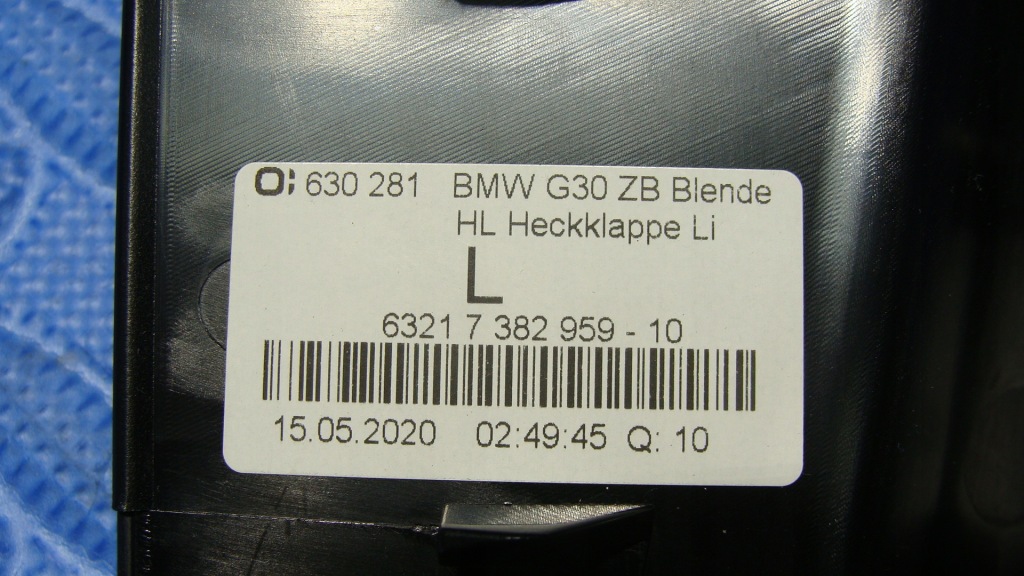 630 281 BMW G30 ZB Blende
HL Heckklappe Li
L
6321 7 382 959 - 10
15.05.2020 02:49:45 Q: 10